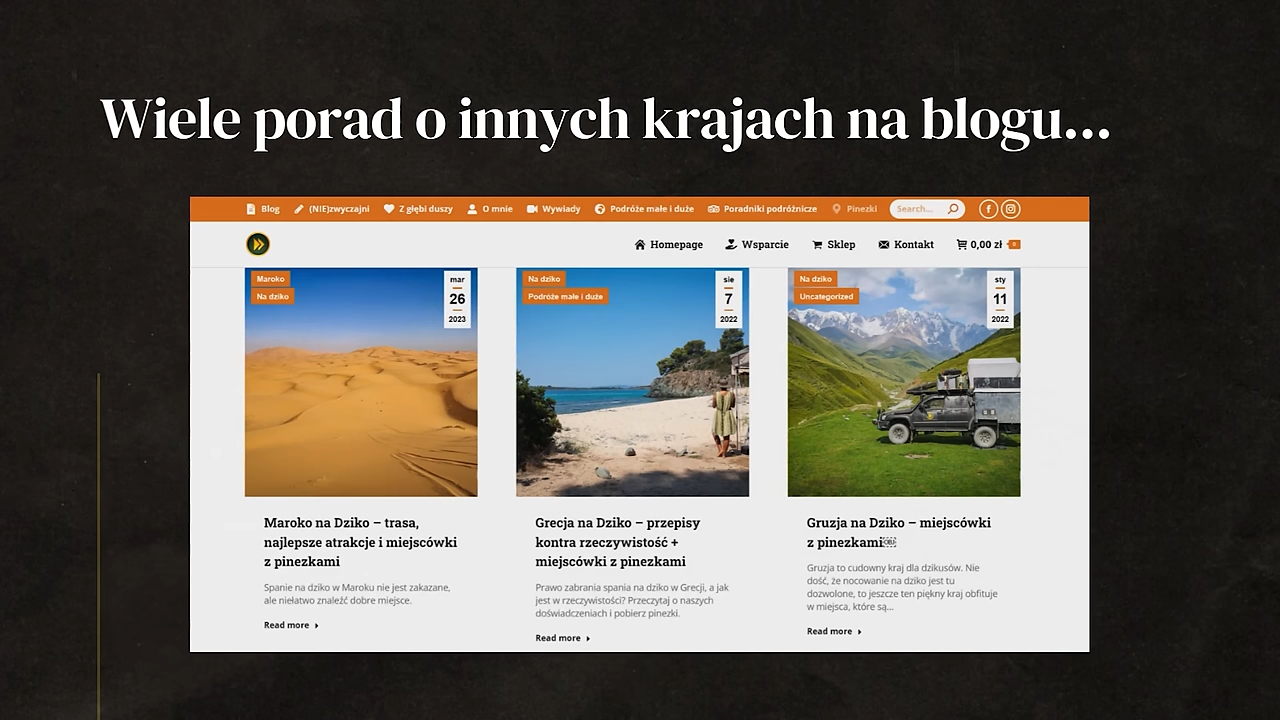 Wiele porad o innych krajach na blogu...
Blog (NIE)zwyczajni Z głębi duszy O mnie Wywiady Podróże małe i duże Poradniki podróżnicze Pinezki Search...
Homepage Wsparcie Sklep Kontakt 0,00 zł 0
Maroko
Na dziko
mar
26
2023
Maroko na Dziko – trasa,
najlepsze atrakcje i miejscówki
z pinezkami
Spanie na dziko w Maroku nie jest zakazane,
ale niełatwo znaleźć dobre miejsce.
Read more
Na dziko
Podróże małe i duże
sie
7
2022
Grecja na Dziko – przepisy
kontra rzeczywistość +
miejscówki z pinezkami
Prawo zabrania spania na dziko w Grecji, a jak
jest w rzeczywistości? Przeczytaj o naszych
doświadczeniach i pobierz pinezki.
Read more
Na dziko
Uncategorized
sty
11
2022
Gruzja na Dziko – miejscówki
z pinezkami
Gruzja to cudowny kraj dla dzikusów. Nie
dość, że nocowanie na dziko jest tu
dozwolone, to jeszcze ten piękny kraj obfituje
w miejsca, które są...
Read more